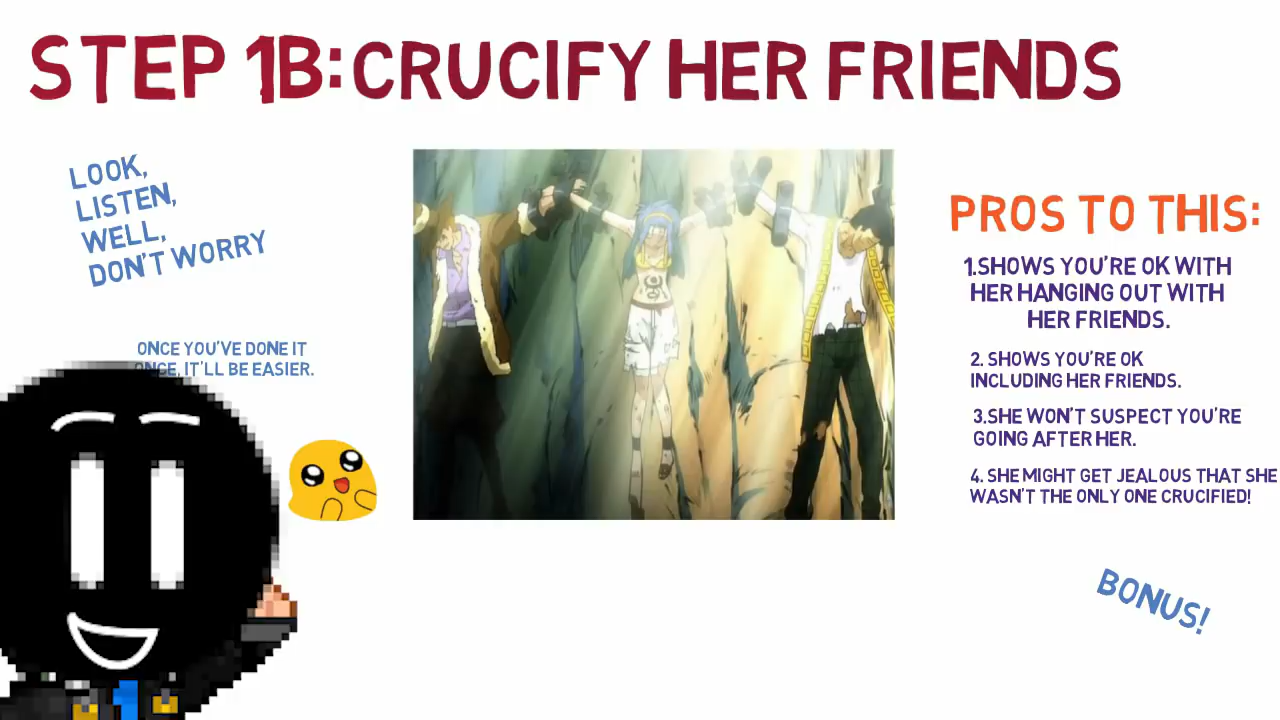 STEP 1B: CRUCIFY HER FRIENDS
LOOK,
LISTEN,
WELL,
DON'T WORRY
ONCE YOU'VE DONE IT
ONCE, IT'LL BE EASIER.
PROS TO THIS:
1.SHOWS YOU'RE OK WITH
HER HANGING OUT WITH
HER FRIENDS.
2. SHOWS YOU'RE OK
INCLUDING HER FRIENDS.
3.SHE WON'T SUSPECT YOU'RE
GOING AFTER HER.
4. SHE MIGHT GET JEALOUS THAT SHE
WASN'T THE ONLY ONE CRUCIFIED!
BONUS!